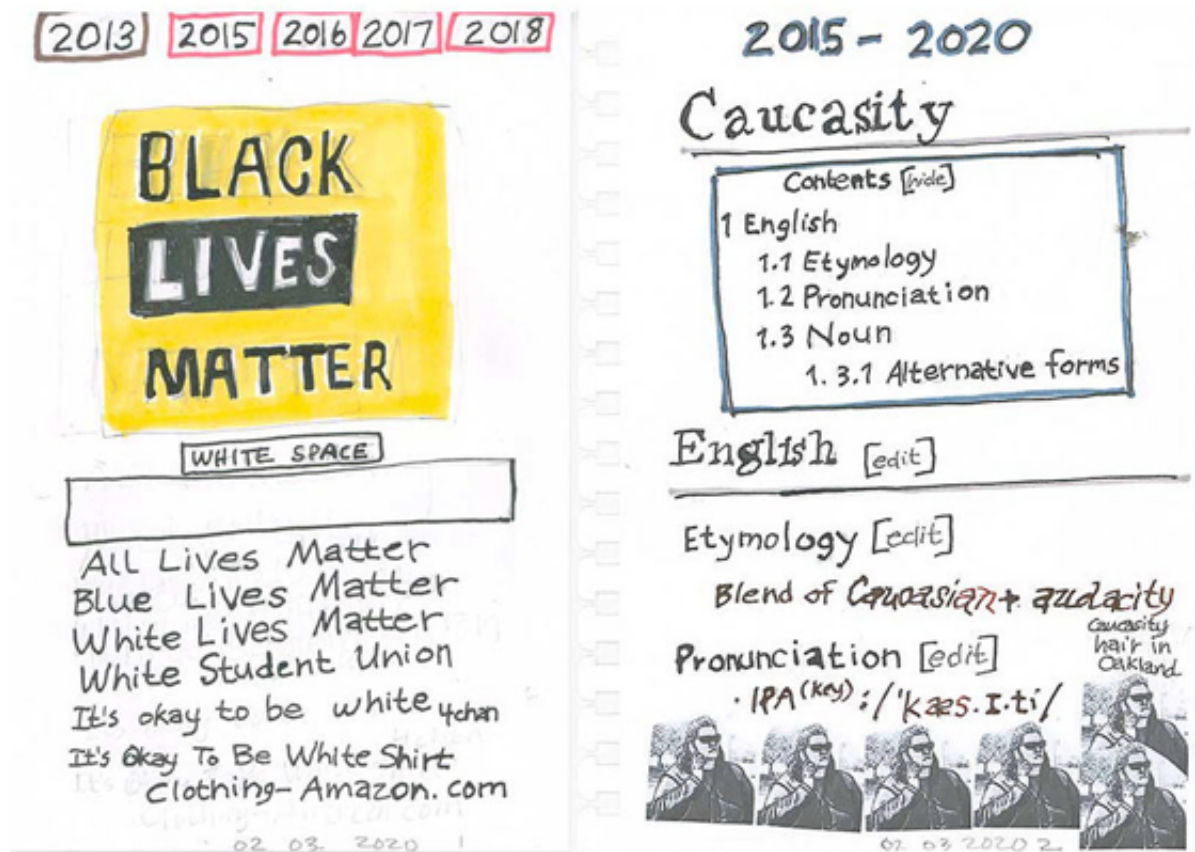 2013 2015 2016 2017 2018
BLACK
LIVES
MATTER
WHITE SPACE
All Lives Matter
Blue Lives Matter
White Lives Matter
White Student Union
It's okay to be white 4chan
It's Okay To Be White Shirt
Clothing-Amazon.com
02 03 2020 1
2015 - 2020
Caucasity
Contents [hide]
1 English
1.1 Etymology
1.2 Pronunciation
1.3 Noun
1.3.1 Alternative forms
English [edit]
Etymology [edit]
Blend of Caucasian + audacity
Caucasity
hair in
Oakland
Pronunciation [edit]
· IPA (key) : /'kæs.I.ti/
02 03 2020 2